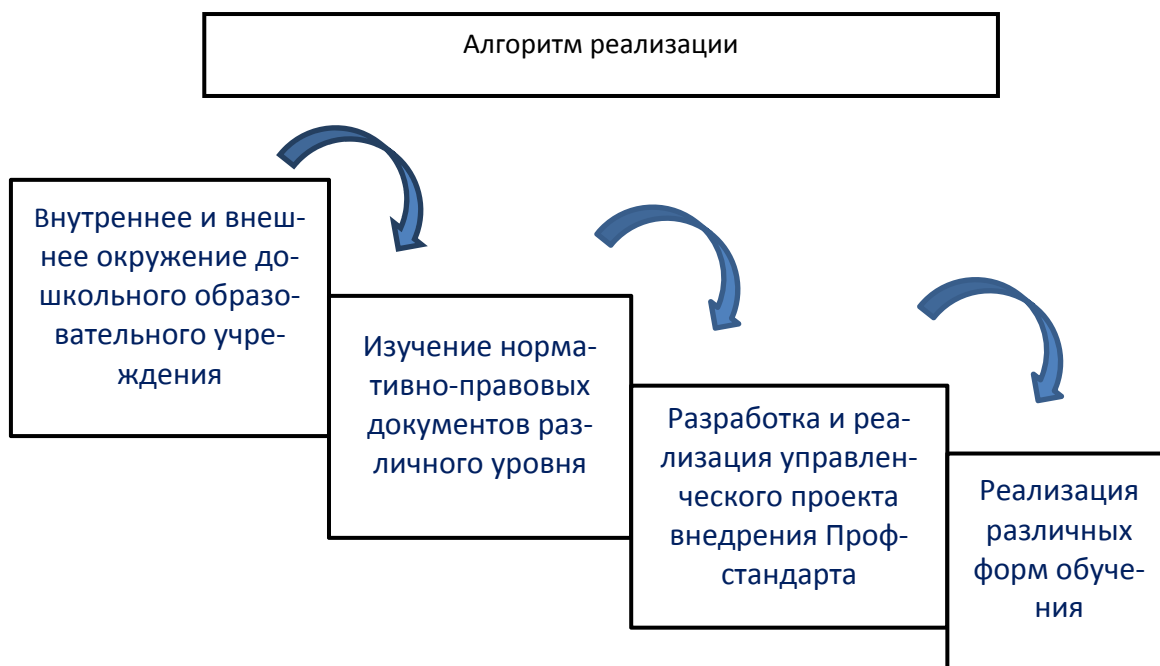 Алгоритм реализации
Внутреннее и внеш-
нее окружение до-
школьного образо-
вательного учре-
ждения
Изучение норма-
тивно-правовых
документов раз-
личного уровня
Разработка и реа-
лизация управлен-
ческого проекта
внедрения Проф-
стандарта
Реализация
различных
форм обуче-
ния